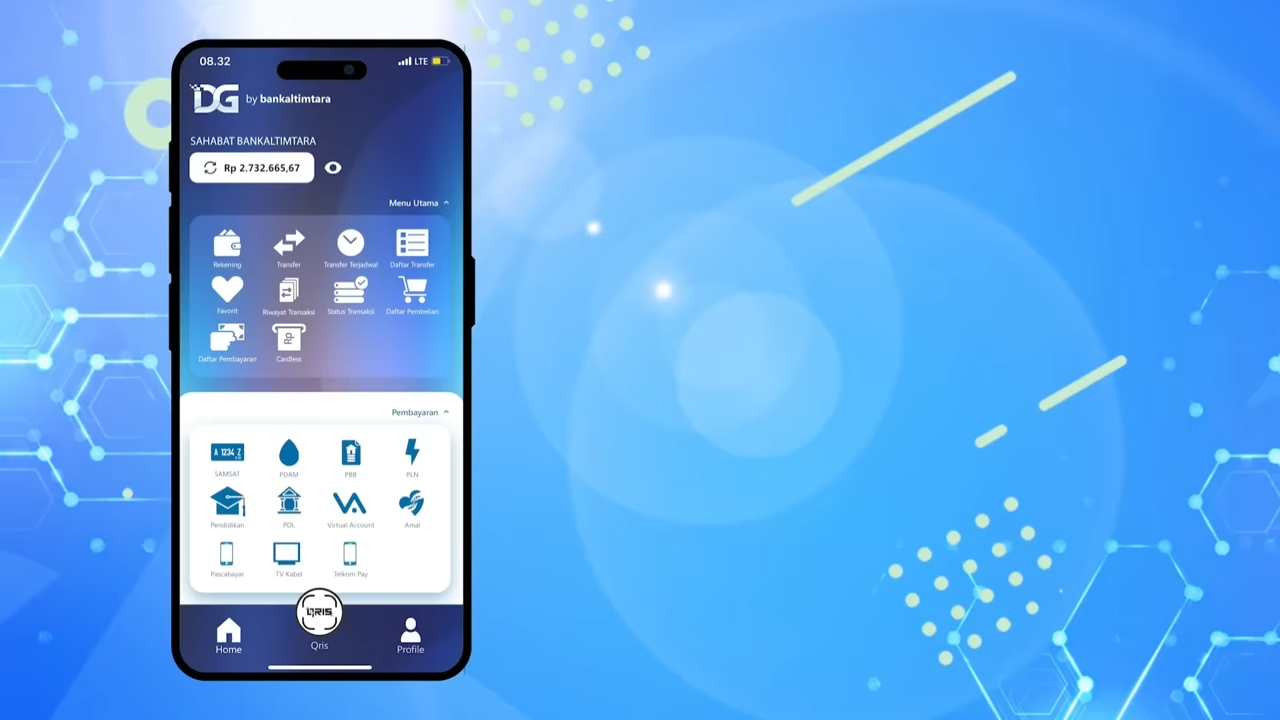 08.32
LTE
DG by bankaltimtara
SAHABAT BANKALTIMTARA
Rp 2.732.665,67
Menu Utama
Rekening Transfer Transfer Terjadwal Daftar Transfer
Favorit Riwayat Transaksi Status Transaksi Daftar Pembelian
Rp
Daftar Pembayaran Cardless
Pembayaran
A 1234 Z
SAMSAT PDAM PBB PLN
Pendidikan PDL Virtual Account Amal
Pascabayar TV Kabel Telkom Pay
QRIS
Home Qris Profile